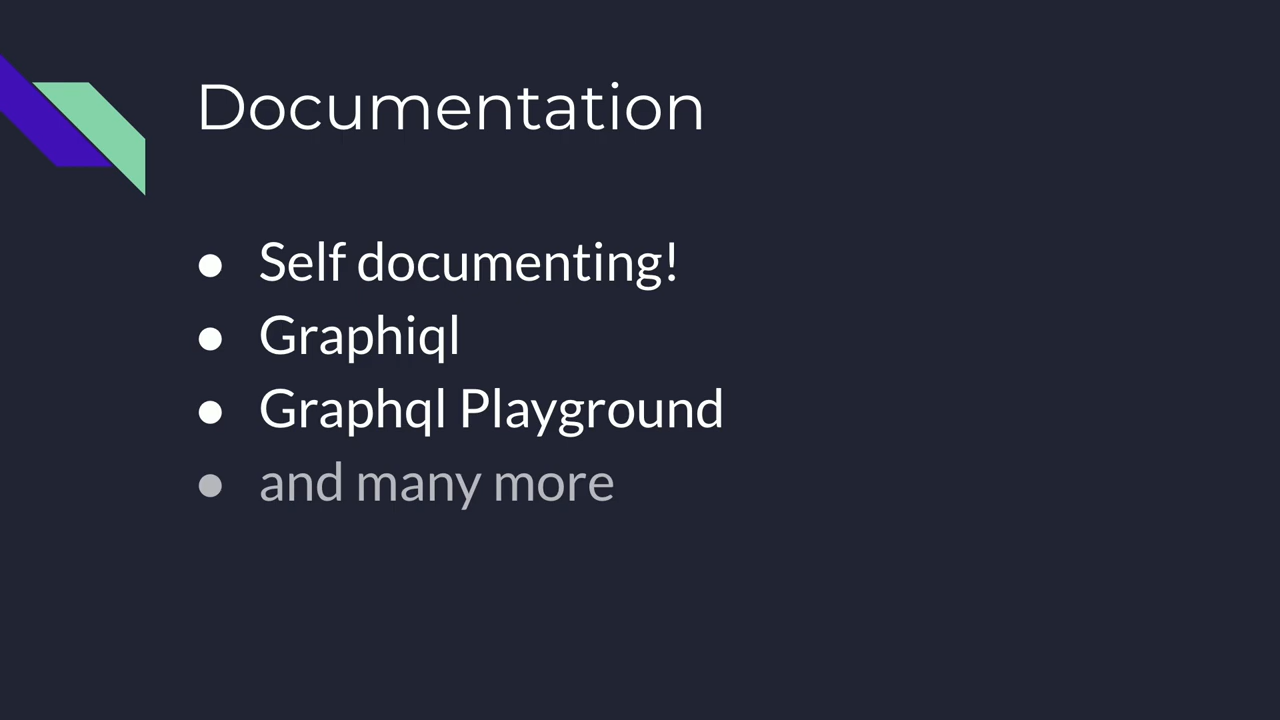 Documentation
● Self documenting!
● Graphiql
● Graphql Playground
● and many more